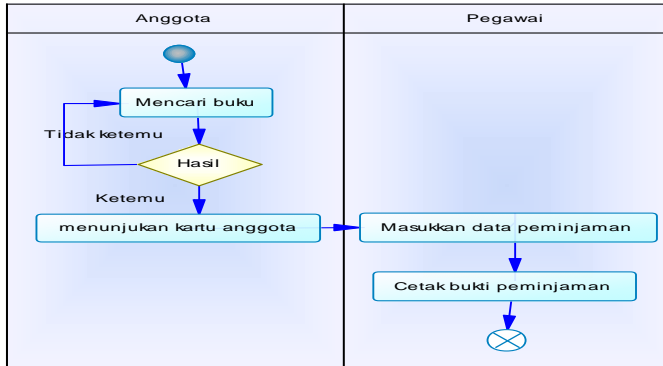 Anggota
Pegawai
Mencari buku
Tidak ketemu
Hasil
Ketemu
menunjukan kartu anggota
Masukkan data peminjaman
Cetak bukti peminjaman